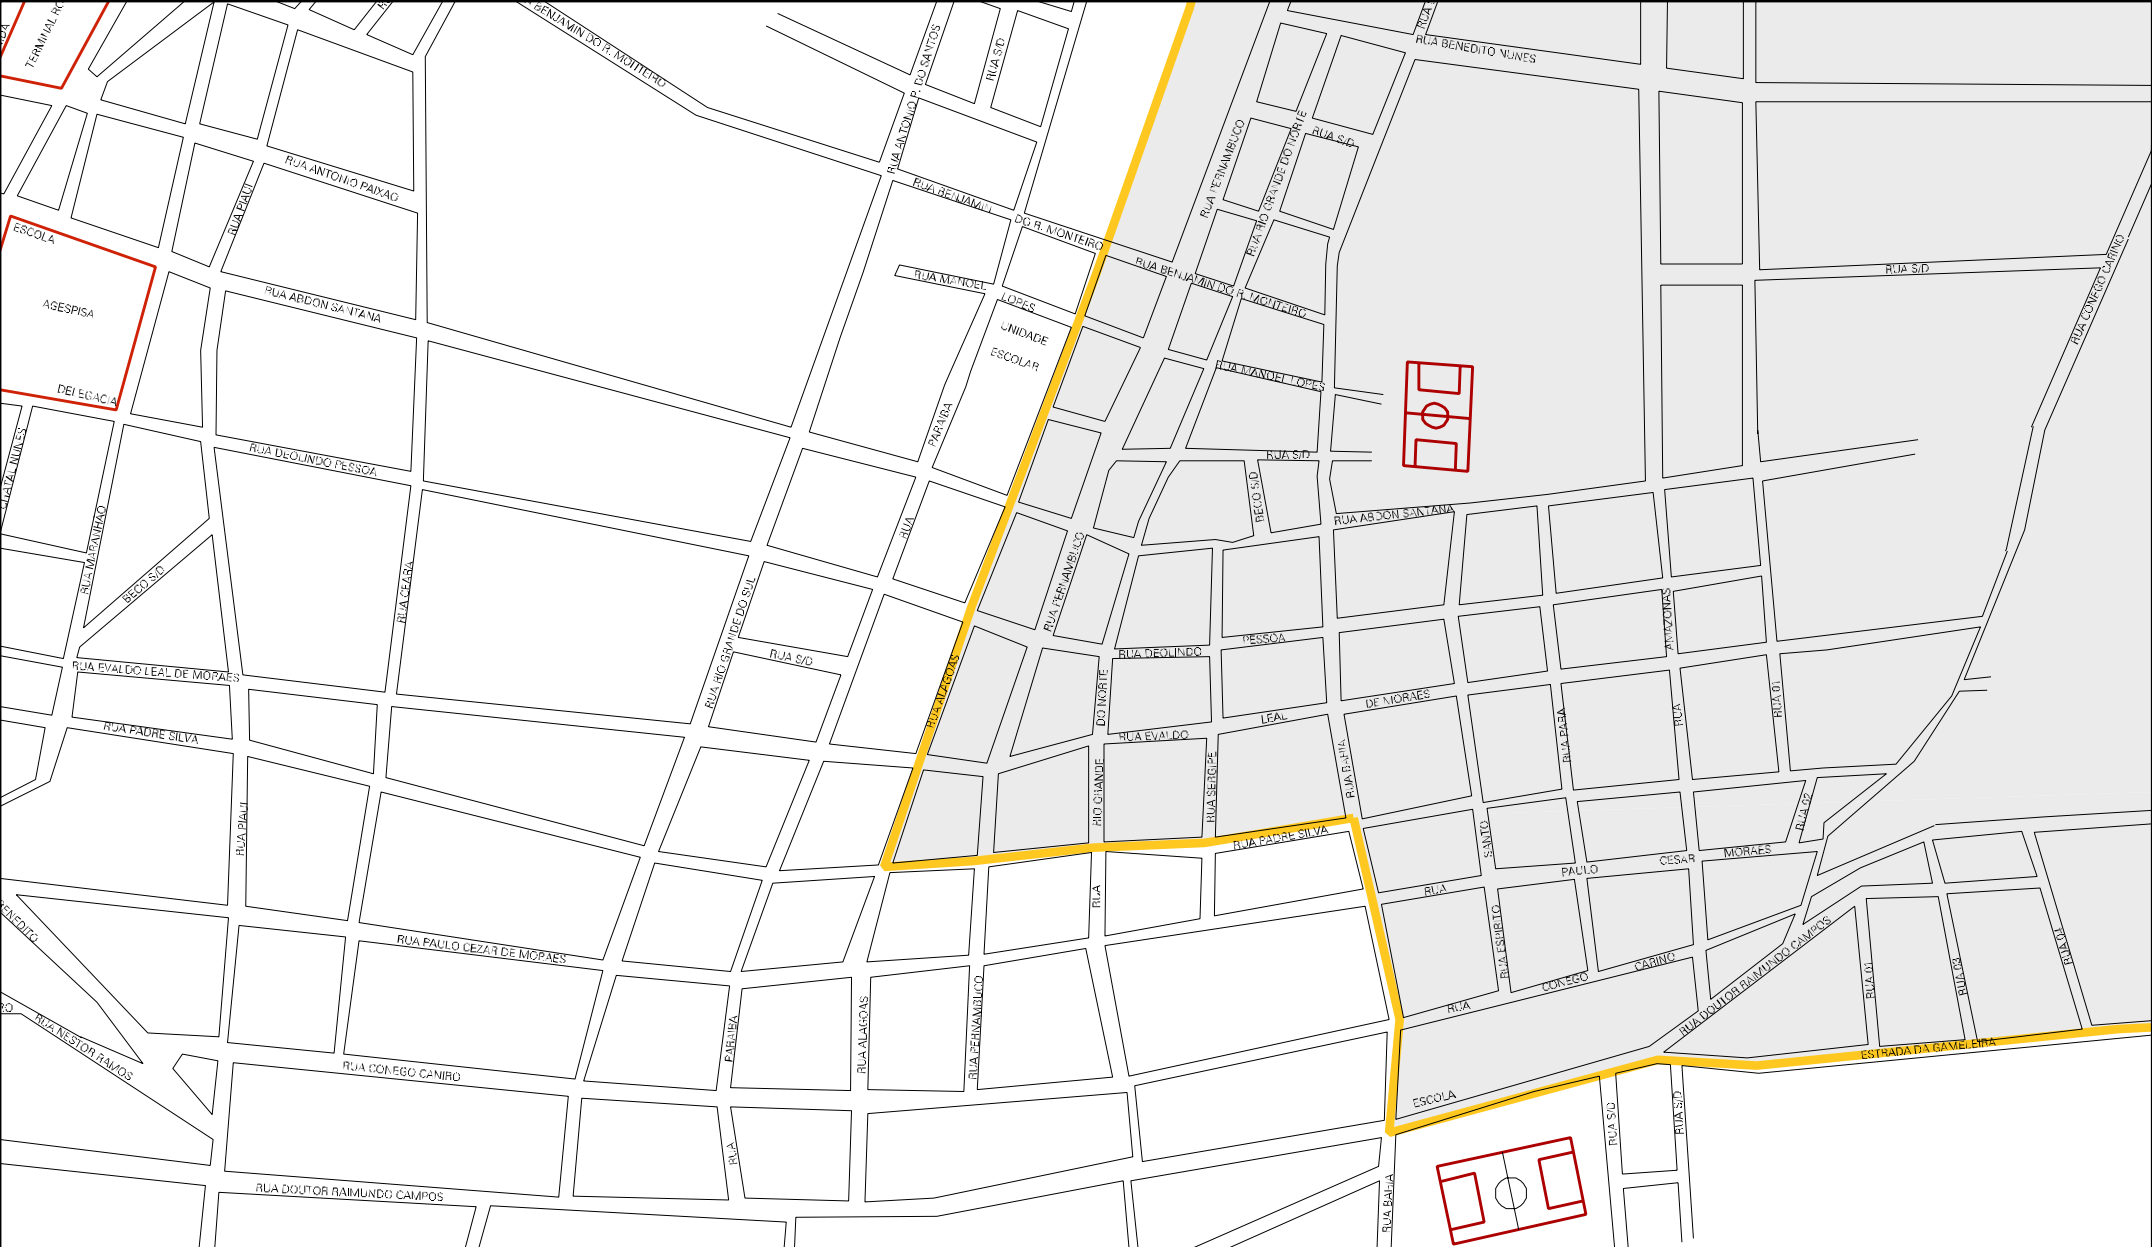 TERMINAL RO
BENJAMIN DO R. MONTEIRO
RUA ANTONIO P. DO SANTOS
RUA S/D
RUA BENEDITO NUNES
RUA ANTONIO PAIXAO
RUA PIAUI
RUA BENJAMIN DO R. MONTEIRO
RUA PERNAMBUCO
RUA RIO GRANDE DO NORTE
RUA S/D
ESCOLA
AGESPISA
DELEGACIA
RUA ABDON SANTANA
RUA MANOEL LOPES
UNIDADE
ESCOLAR
RUA BENJAMIN DO R. MONTEIRO
RUA S/D
RUA CONEGO CARINO
RUA MANOEL LOPES
PARAIBA
RUA
RUA DEOLINDO PESSOA
RUA S/D
BECO S/D
RUA ABDON SANTANA
RUA MARANHAO
BECO S/D
RUA CEARA
RUA RIO GRANDE DO SUL
RUA S/D
RUA PERNAMBUCO
RUA ALAGOAS
RUA DEOLINDO
PESSOA
AMAZONAS
RUA
RUA 01
RUA EVALDO LEAL DE MORAES
RUA PADRE SILVA
DO NORTE
RIO GRANDE
RUA
RUA EVALDO
LEAL
DE MORAES
RUA SERGIPE
RUA BAHIA
RUA PARA
RUA 02
RUA PIAUI
RUA PADRE SILVA
SANTO
RUA ESPIRITO
RUA
PAULO
CESAR
MORAES
BENEDITO
RUA PAULO CEZAR DE MORAES
RUA
CONEGO
CARINO
RUA DOUTOR RAIMUNDO CAMPOS
RUA 01
RUA 03
RUA 04
RUA NESTOR RAMOS
RUA CONEGO CANIRO
PARAIBA
RUA
RUA ALAGOAS
RUA PERNAMBUCO
ESTRADA DA GAMELEIRA
ESCOLA
RUA S/D
RUA S/D
RUA DOUTOR RAIMUNDO CAMPOS
RUA BAHIA